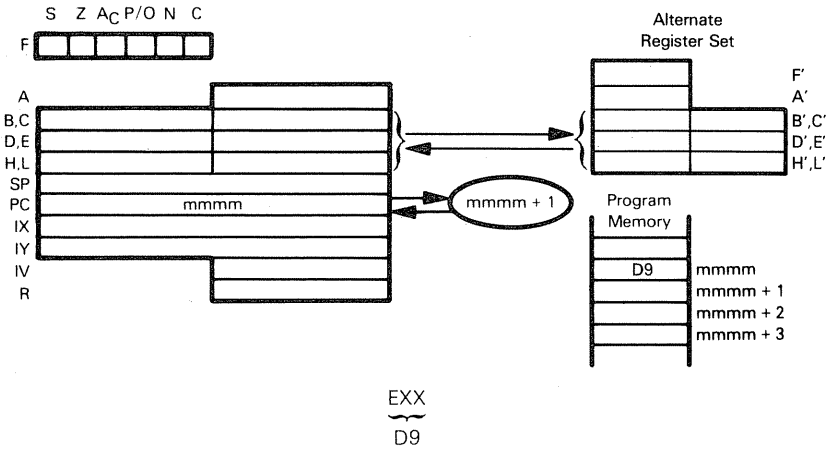 S Z AC P/O N C
F
Alternate
Register Set
A
B,C
D,E
H,L
SP
PC
IX
IY
IV
R
mmmm
mmmm + 1
F'
A'
B',C'
D',E'
H',L'
Program
Memory
D9 mmmm
mmmm + 1
mmmm + 2
mmmm + 3
EXX
D9